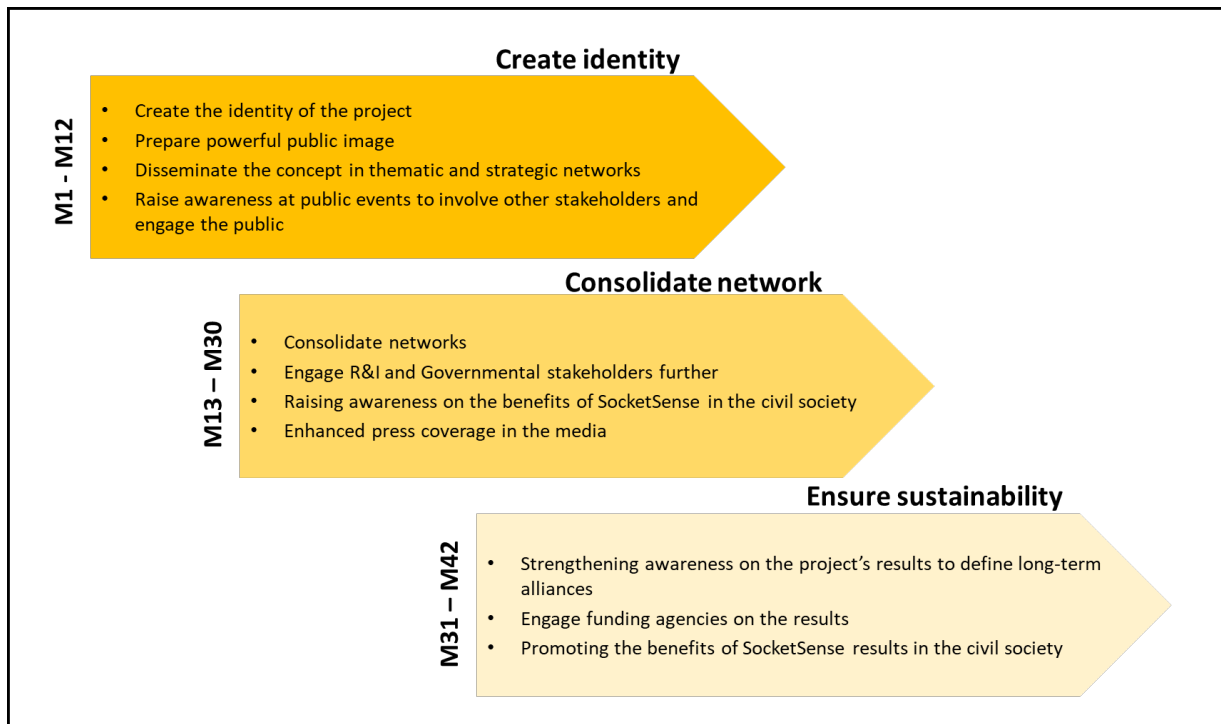 Create identity
M1 - M12
• Create the identity of the project
• Prepare powerful public image
• Disseminate the concept in thematic and strategic networks
• Raise awareness at public events to involve other stakeholders and
engage the public
Consolidate network
M13 – M30
• Consolidate networks
• Engage R&I and Governmental stakeholders further
• Raising awareness on the benefits of SocketSense in the civil society
• Enhanced press coverage in the media
Ensure sustainability
M31 – M42
• Strengthening awareness on the project’s results to define long-term
alliances
• Engage funding agencies on the results
• Promoting the benefits of SocketSense results in the civil society